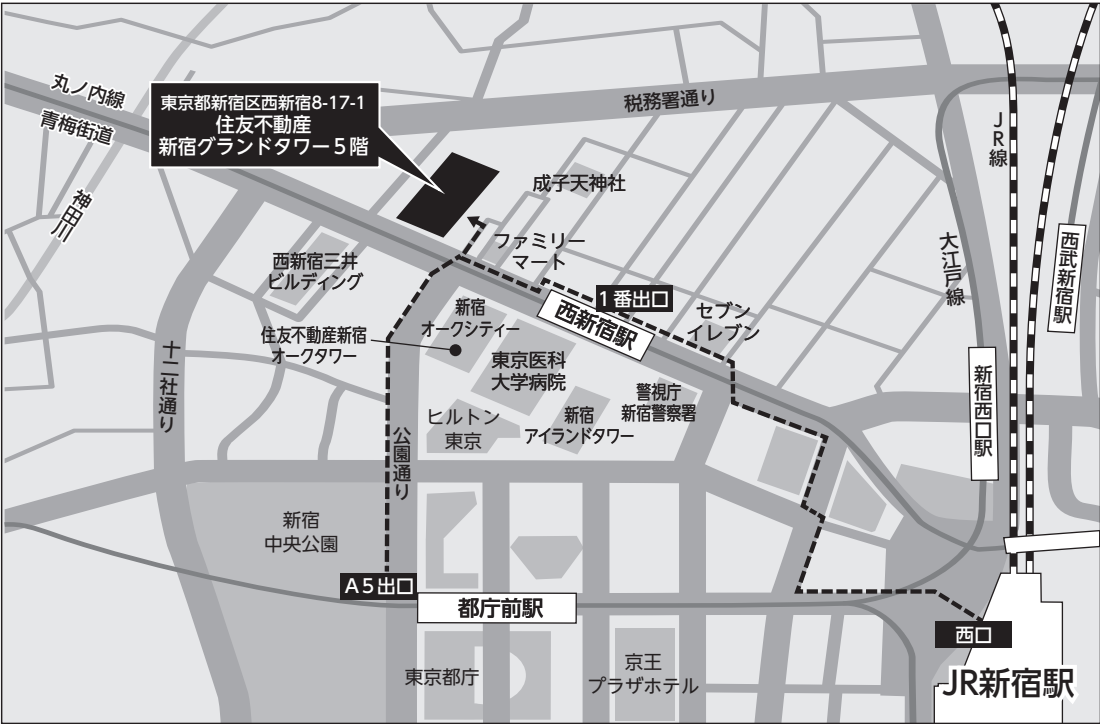 丸ノ内線
青梅街道
東京都新宿区西新宿8-17-1
住友不動産
新宿グランドタワー5階
税務署通り
JR線
神田川
成子天神社
西武新宿駅
ファミリー
マート
大江戸線
西新宿三井
ビルディング
1番出口
セブン
イレブン
新宿
オークシティー
西新宿駅
住友不動産新宿
オークタワー
東京医科
大学病院
十二社通り
新宿西口駅
警視庁
新宿警察署
ヒルトン
東京
新宿
アイランドタワー
公園通り
新宿
中央公園
A5出口
都庁前駅
西口
東京都庁
京王
プラザホテル
JR新宿駅